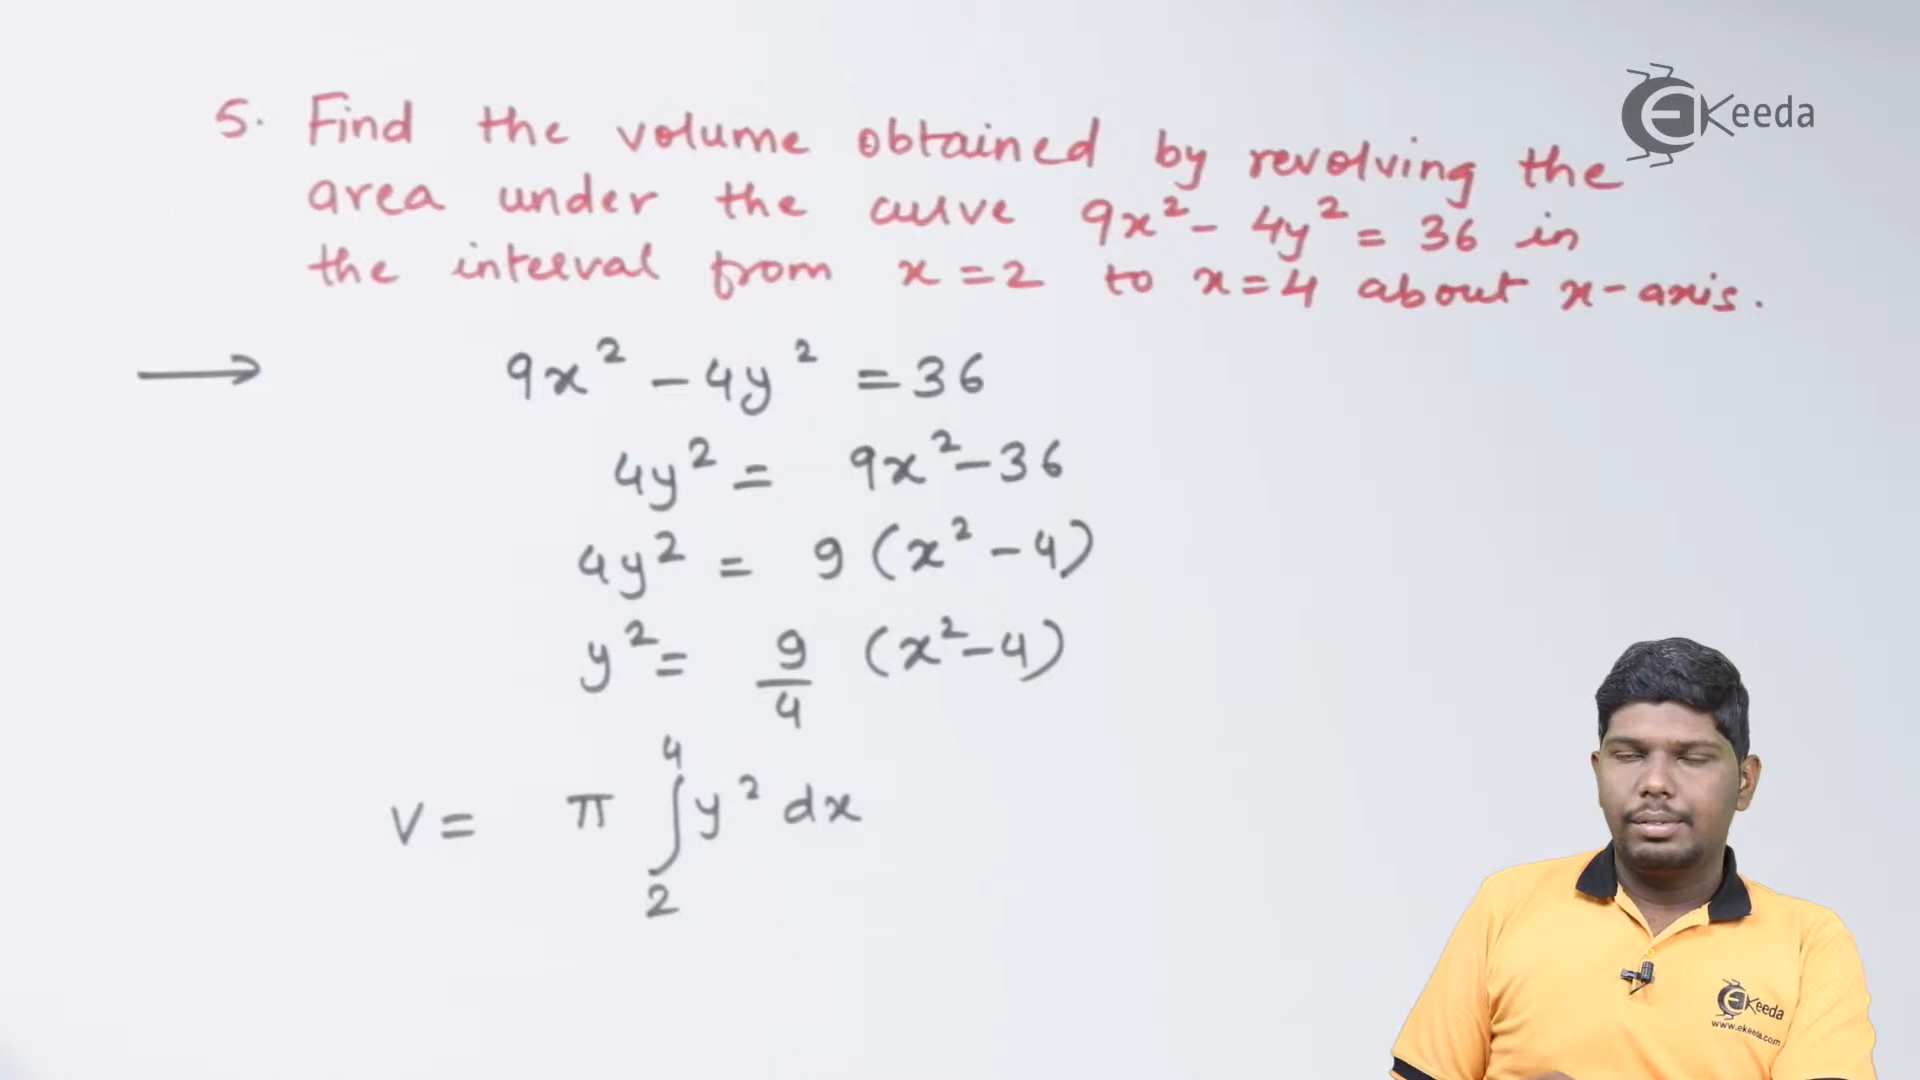 EKeeda
5. Find the volume obtained by revolving the
area under the curve 9x² - 4y² = 36 in
the interval from x = 2 to x = 4 about x-axis.
→ 9x² - 4y² = 36
4y² = 9x² - 36
4y² = 9 (x² - 4)
y² = 9/4 (x² - 4)
V = π ∫₂⁴ y² dx
EKeeda
www.ekeeda.com